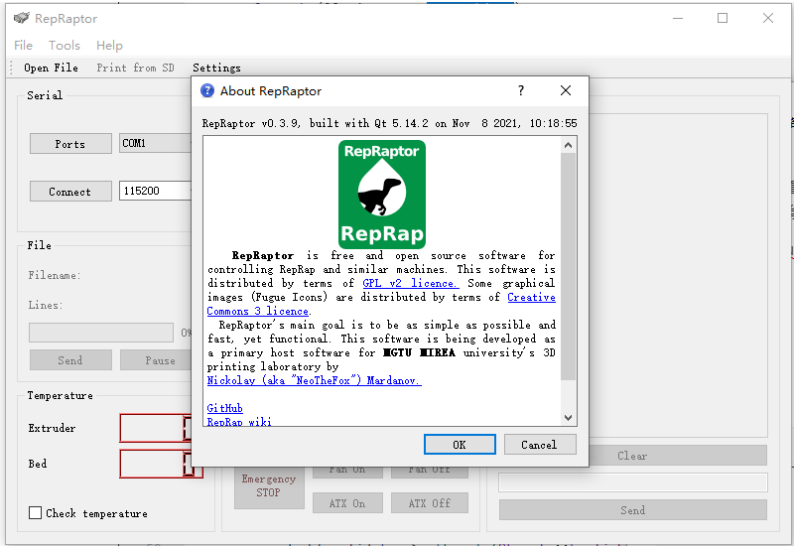 RepRaptor
File Tools Help
Open File Print from SD Settings
Serial
Ports COM1
Connect 115200
File
Filename:
Lines:
0%
Send Pause
Temperature
Extruder
Bed
Check temperature
About RepRaptor
RepRaptor v0.3.9, built with Qt 5.14.2 on Nov 8 2021, 10:18:55
RepRaptor
RepRap
RepRaptor is free and open source software for
controlling RepRap and similar machines. This software is
distributed by terms of GPL v2 licence. Some graphical
images (Fugue Icons) are distributed by terms of Creative
Commons 3 licence.
RepRaptor's main goal is to be as simple as possible and
fast, yet functional. This software is being developed as
a primary host software for MGTU MIREA university's 3D
printing laboratory by
Nickolay (aka "NeoTheFox") Mardanov.
GitHub
RepRap wiki
OK Cancel
Emergency
STOP
Fan On Fan Off
ATX On ATX Off
Clear
Send